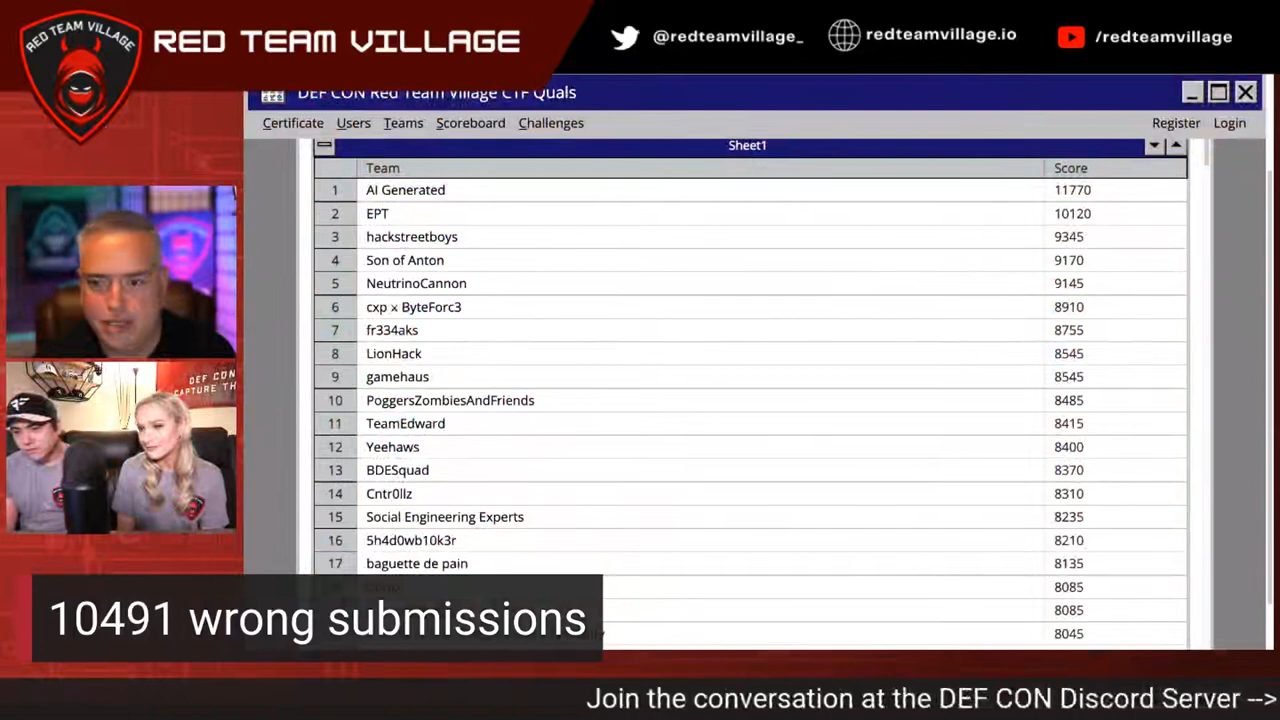 RED TEAM VILLAGE
RED TEAM VILLAGE
@redteamvillage_
redteamvillage.io
/redteamvillage
DEF CON Red Team Village CTF Quals
Certificate Users Teams Scoreboard Challenges Register Login
Sheet1
Team Score
1 AI Generated 11770
2 EPT 10120
3 hackstreetboys 9345
4 Son of Anton 9170
5 NeutrinoCannon 9145
6 cxp x ByteForc3 8910
7 fr334aks 8755
8 LionHack 8545
9 gamehaus 8545
10 PoggersZombiesAndFriends 8485
11 TeamEdward 8415
12 Yeehaws 8400
13 BDESquad 8370
14 Cntr0llz 8310
15 Social Engineering Experts 8235
16 5h4d0wb10k3r 8210
17 baguette de pain 8135
8085
8085
8045
DEF CON
CAPTURE TH
10491 wrong submissions
Join the conversation at the DEF CON Discord Server -->